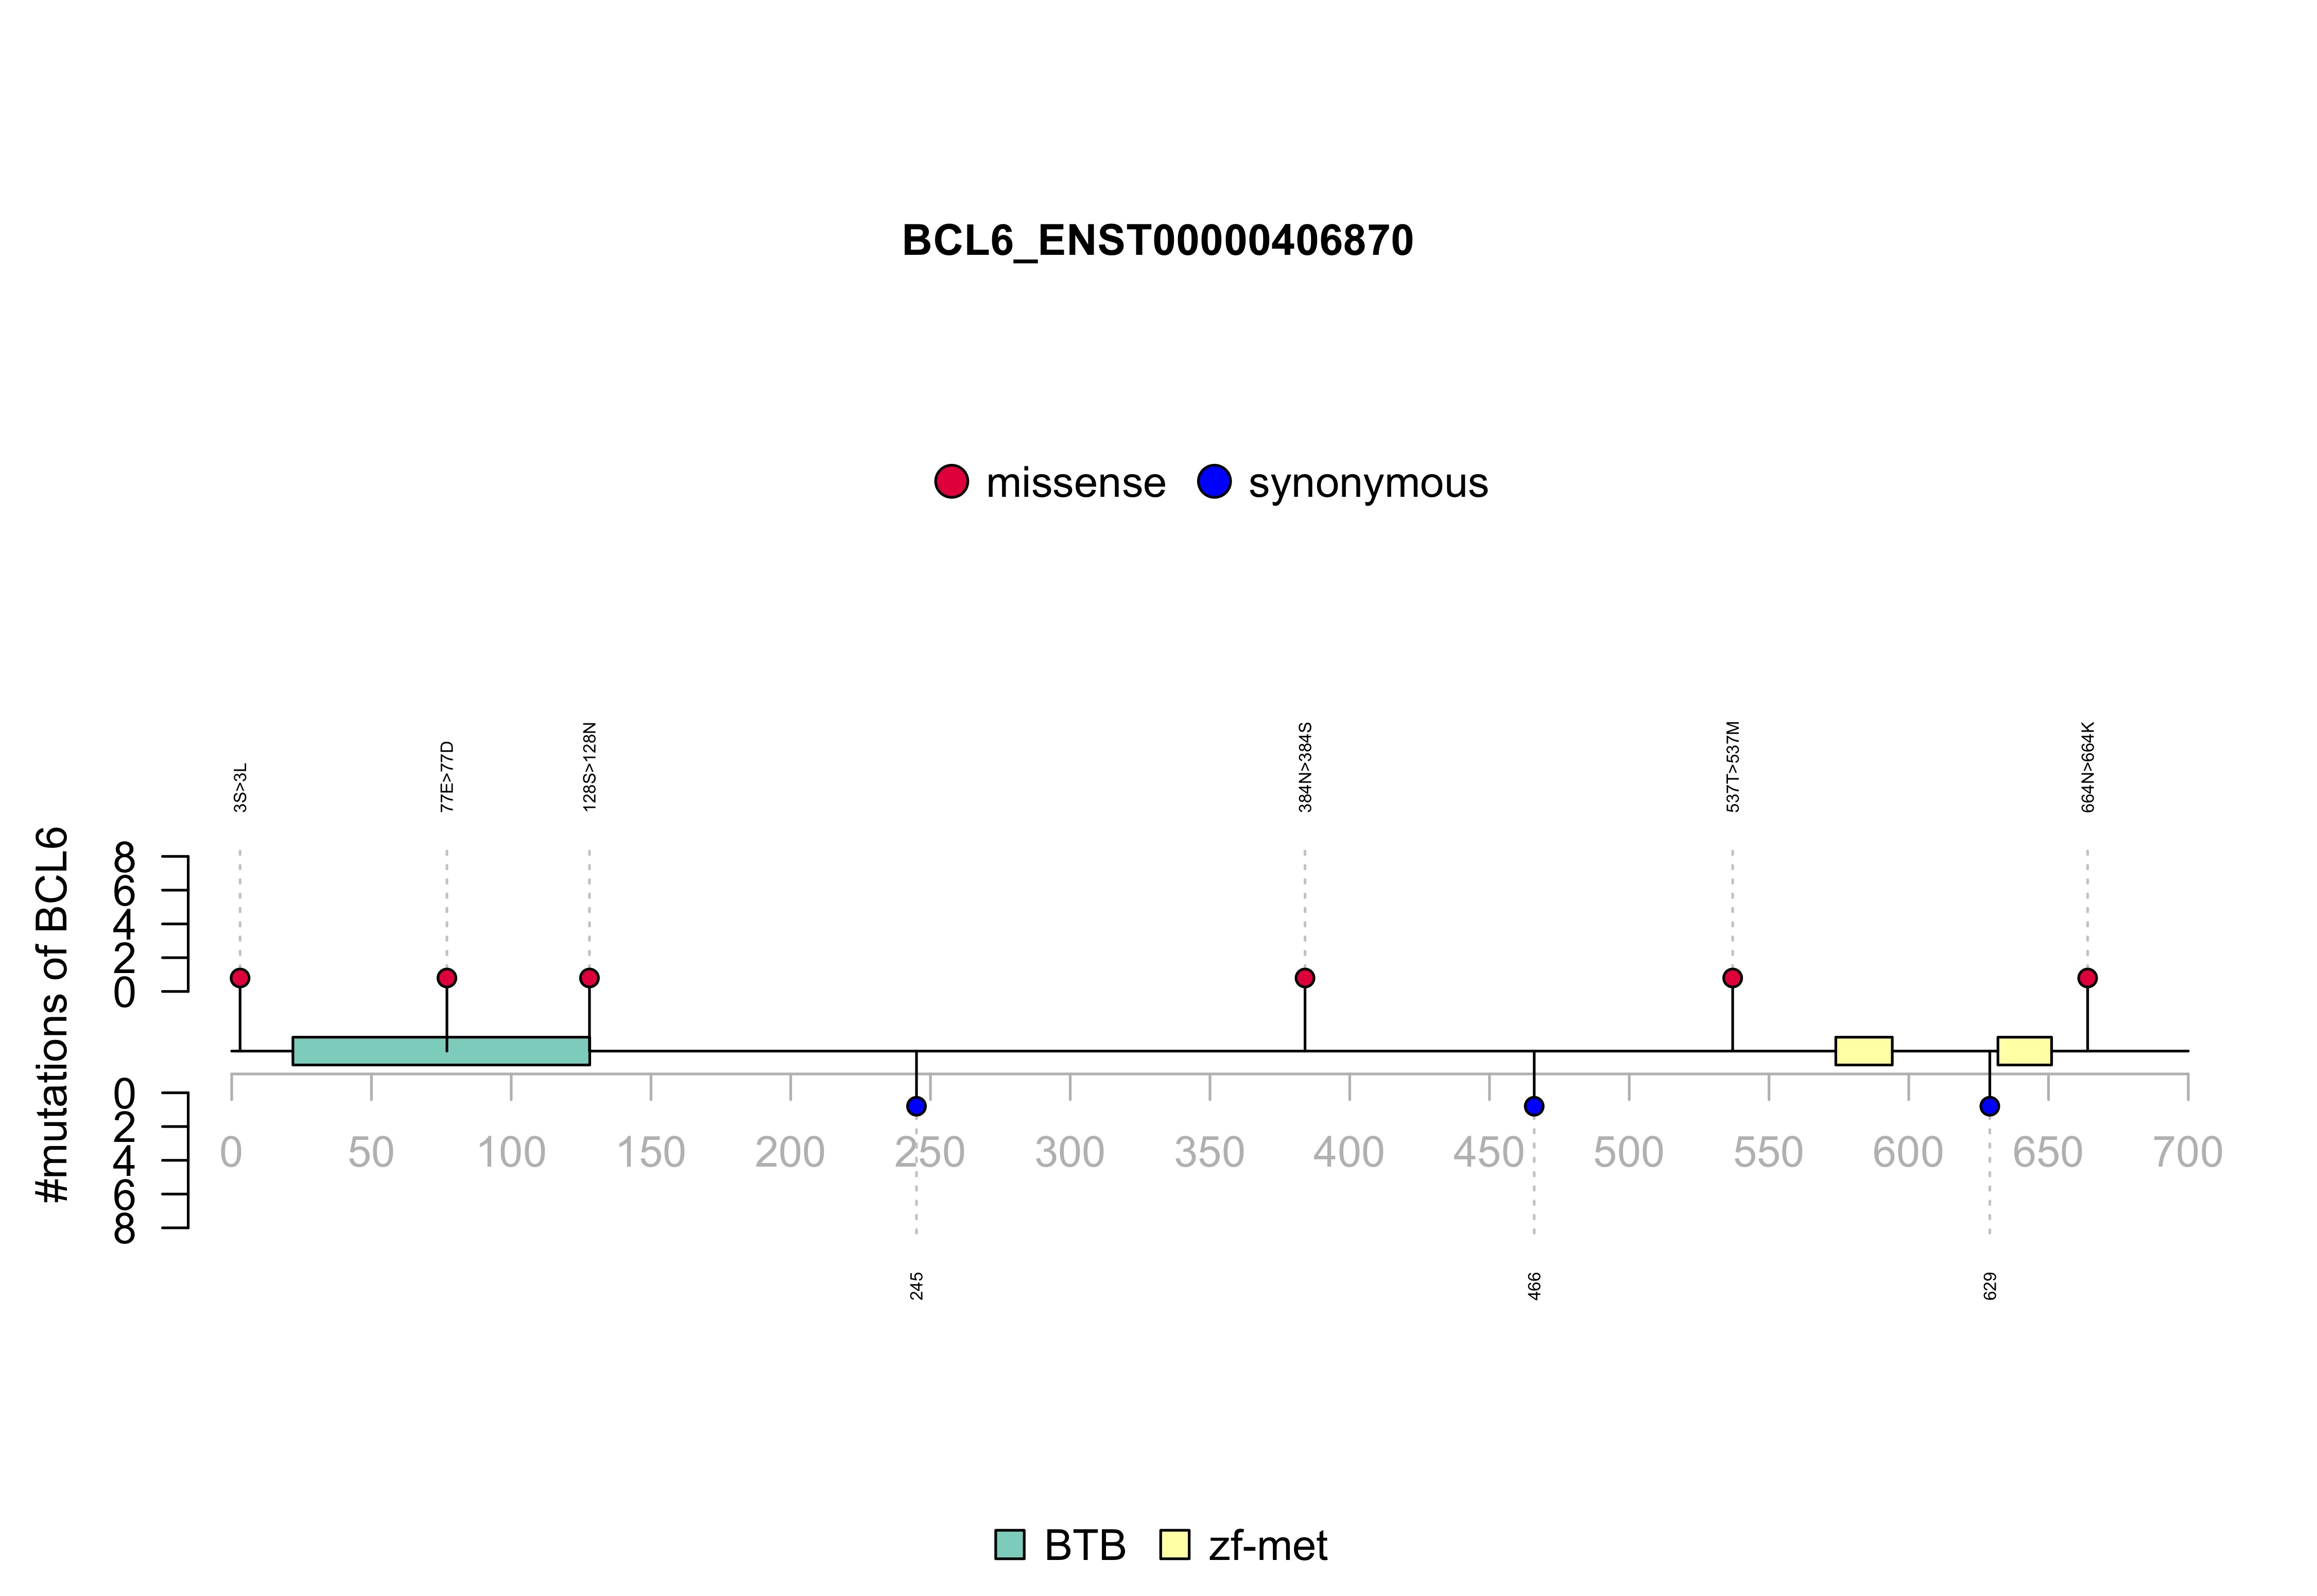 BCL6_ENST00000406870
missense synonymous
3S>3L
77E>77D
128S>128N
384N>384S
537T>537M
664N>664K
#mutations of BCL6
8
6
4
2
0
0
2
4
6
8
0 50 100 150 200 250 300 350 400 450 500 550 600 650 700
245
466
629
BTB zf-met